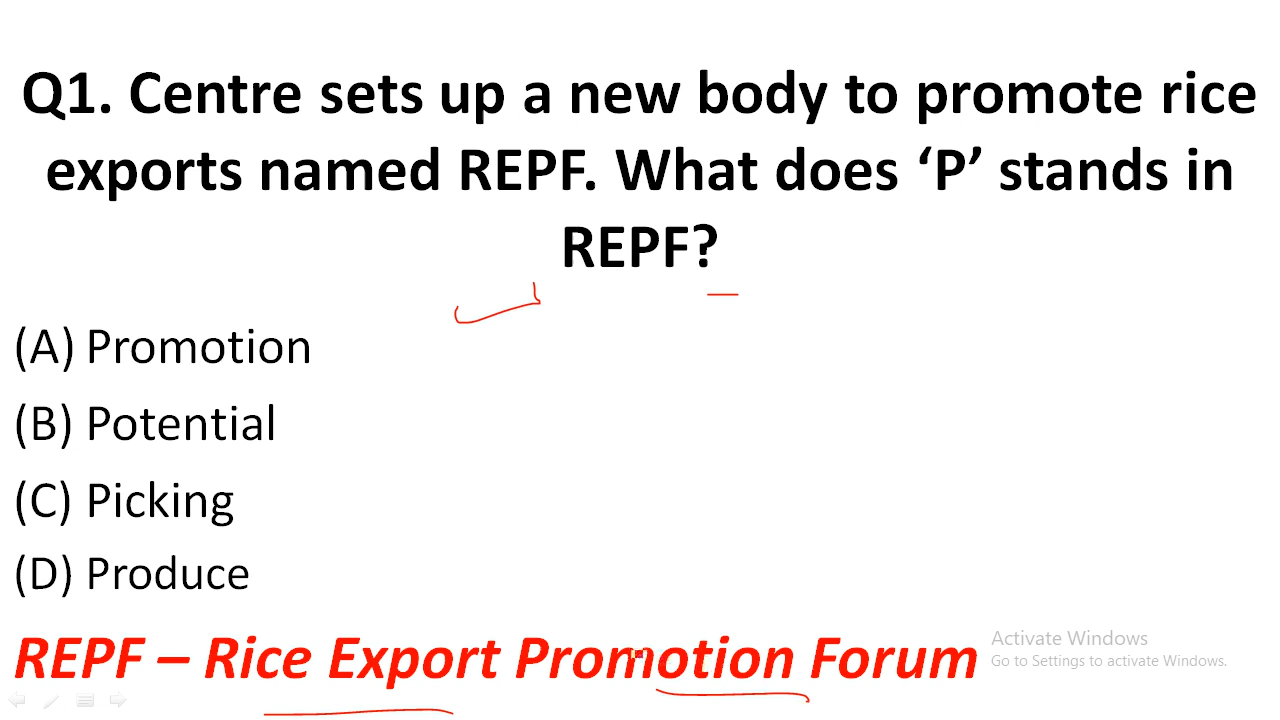 Q1. Centre sets up a new body to promote rice
exports named REPF. What does ‘P’ stands in
REPF?
(A) Promotion
(B) Potential
(C) Picking
(D) Produce
REPF – Rice Export Promotion Forum
Activate Windows
Go to Settings to activate Windows.